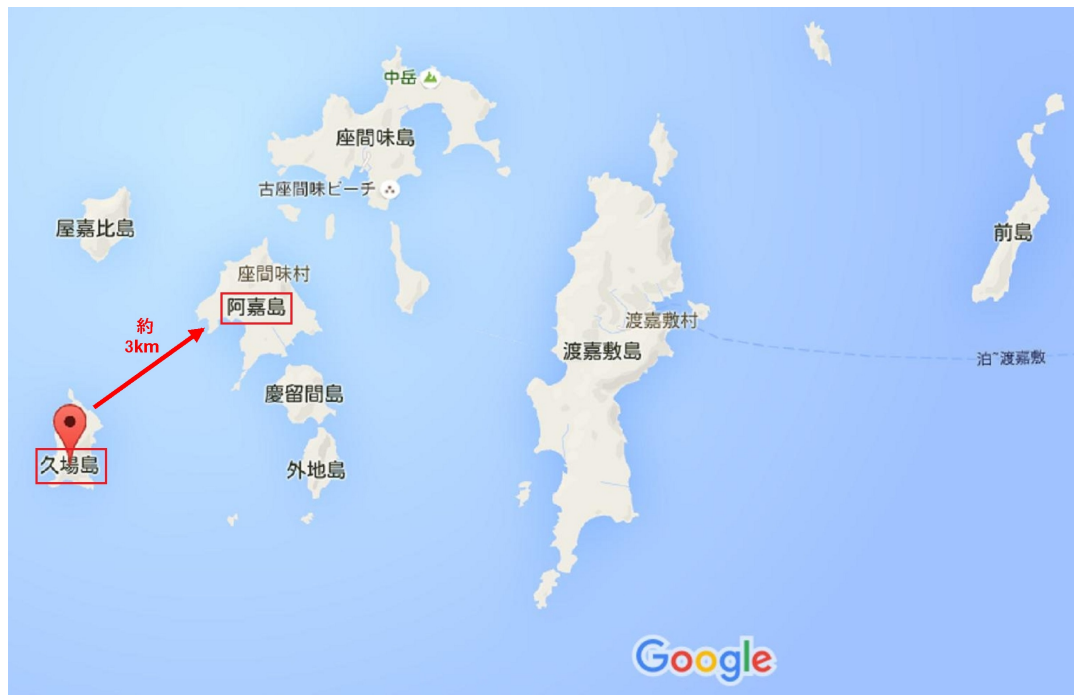 中岳
座間味島
古座間味ビーチ
屋嘉比島
前島
座間味村
阿嘉島
約
3km
渡嘉敷村
渡嘉敷島
泊~渡嘉敷
慶留間島
久場島
外地島
Google